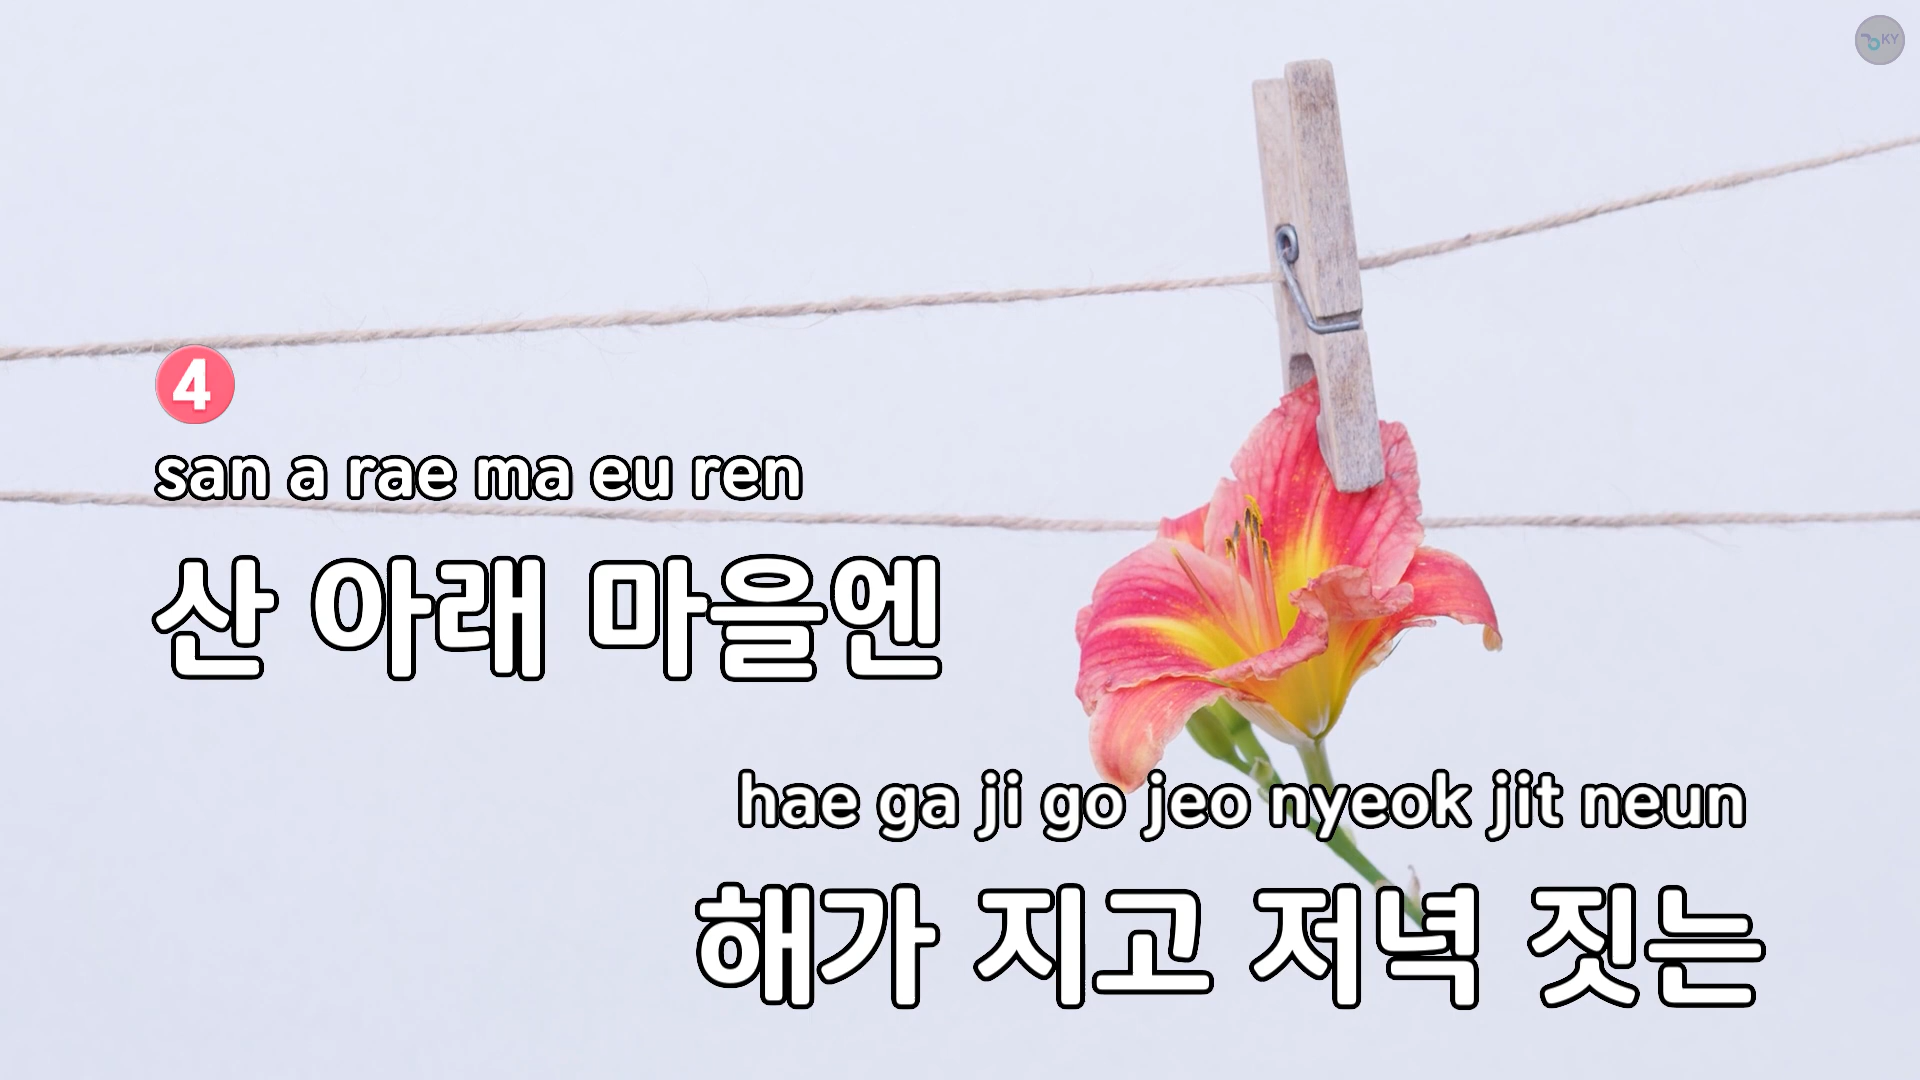 KY
4
san a rae ma eu ren
산 아래 마을엔
hae ga ji go jeo nyeok jit neun
해가 지고 저녁 짓는